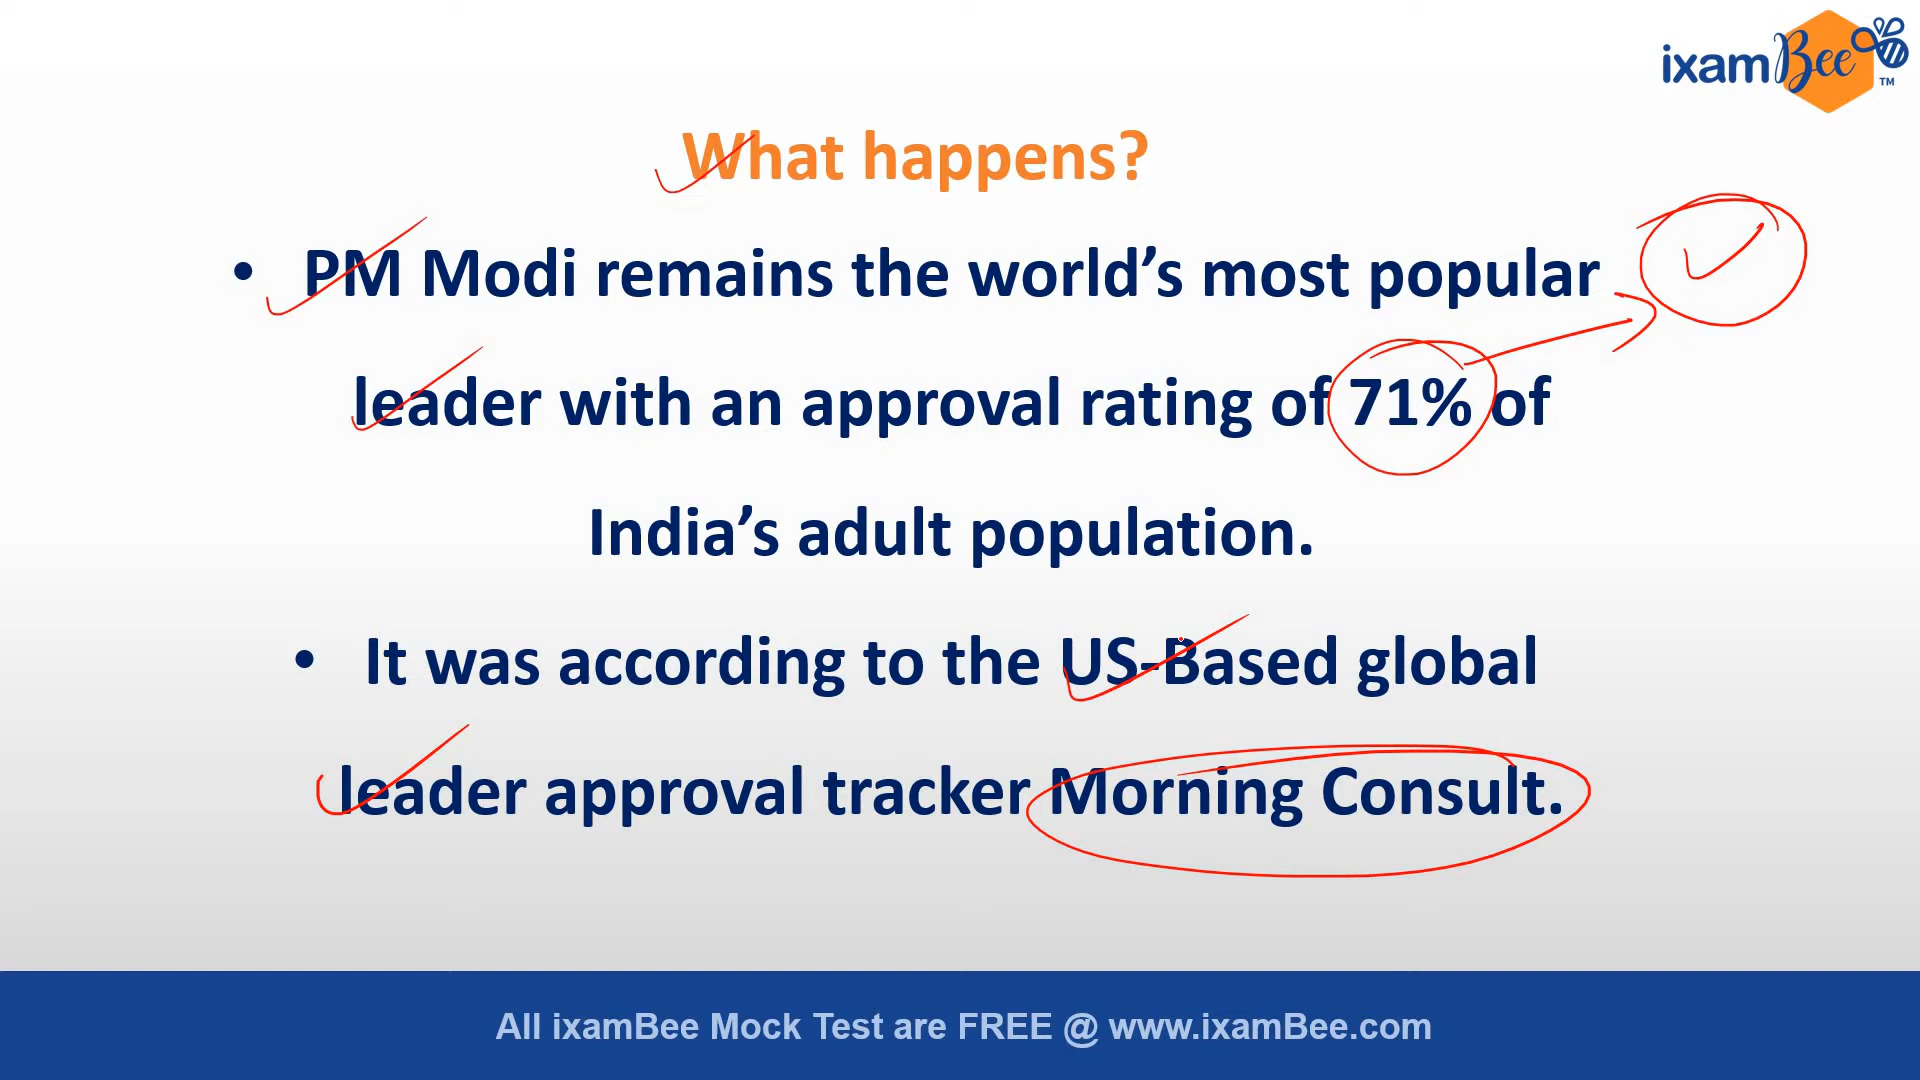 ixamBee
TM
What happens?
• PM Modi remains the world’s most popular
leader with an approval rating of 71% of
India’s adult population.
• It was according to the US-Based global
leader approval tracker Morning Consult.
All ixamBee Mock Test are FREE @ www.ixamBee.com